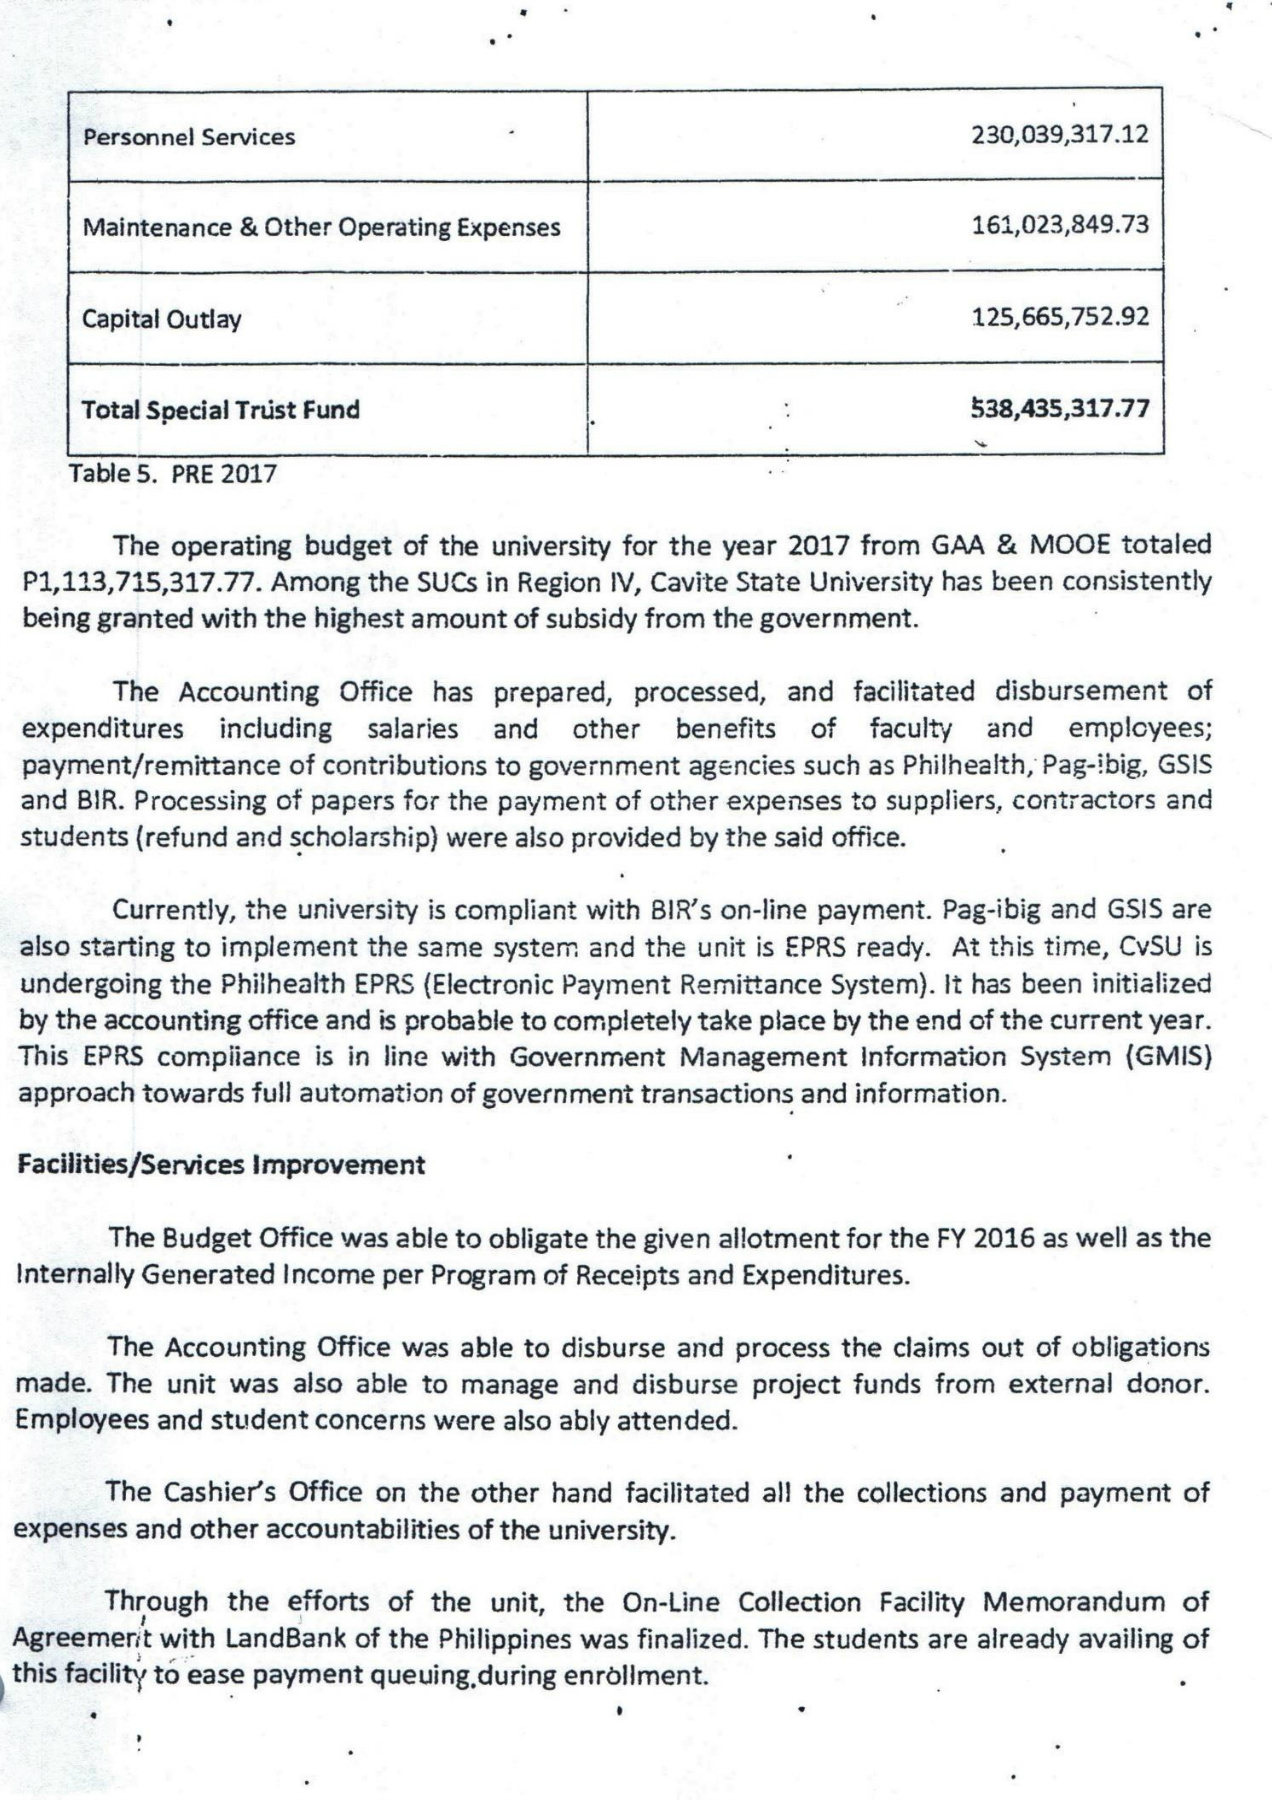 Personnel Services 230,039,317.12
Maintenance & Other Operating Expenses 161,023,849.73
Capital Outlay 125,665,752.92
Total Special Trust Fund 538,435,317.77
Table 5. PRE 2017
The operating budget of the university for the year 2017 from GAA & MOOE totaled
P1,113,715,317.77. Among the SUCs in Region IV, Cavite State University has been consistently
being granted with the highest amount of subsidy from the government.
The Accounting Office has prepared, processed, and facilitated disbursement of
expenditures including salaries and other benefits of faculty and employees;
payment/remittance of contributions to government agencies such as Philhealth, Pag-ibig, GSIS
and BIR. Processing of papers for the payment of other expenses to suppliers, contractors and
students (refund and scholarship) were also provided by the said office.
Currently, the university is compliant with BIR's on-line payment. Pag-ibig and GSIS are
also starting to implement the same system and the unit is EPRS ready. At this time, CvSU is
undergoing the Philhealth EPRS (Electronic Payment Remittance System). It has been initialized
by the accounting office and is probable to completely take place by the end of the current year.
This EPRS compliance is in line with Government Management Information System (GMIS)
approach towards full automation of government transactions and information.
Facilities/Services Improvement
The Budget Office was able to obligate the given allotment for the FY 2016 as well as the
Internally Generated Income per Program of Receipts and Expenditures.
The Accounting Office was able to disburse and process the claims out of obligations
made. The unit was also able to manage and disburse project funds from external donor.
Employees and student concerns were also ably attended.
The Cashier's Office on the other hand facilitated all the collections and payment of
expenses and other accountabilities of the university.
Through the efforts of the unit, the On-Line Collection Facility Memorandum of
Agreement with LandBank of the Philippines was finalized. The students are already availing of
this facility to ease payment queuing during enrollment.